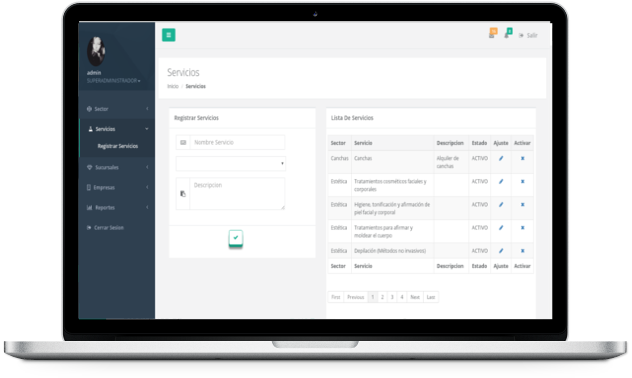 Salir
admin
SUPERADMINISTRADOR
Sector
Servicios
Registrar Servicios
Sucursales
Empresas
Reportes
Cerrar Sesion
Servicios
Inicio / Servicios
Registrar Servicios
Nombre Servicio
Descripcion
Lista De Servicios
Sector Servicio Descripcion Estado Ajuste Activar
Canchas Canchas Alquiler de canchas ACTIVO
Estética Tratamientos cosméticos faciales y corporales ACTIVO
Estética Higiene, tonificación y afirmación de piel facial y corporal ACTIVO
Estética Tratamientos para afirmar y moldear el cuerpo ACTIVO
Estética Depilación (Métodos no invasivos) ACTIVO
Sector Servicio Descripcion Estado Ajuste Activar
First Previous 1 2 3 4 Next Last